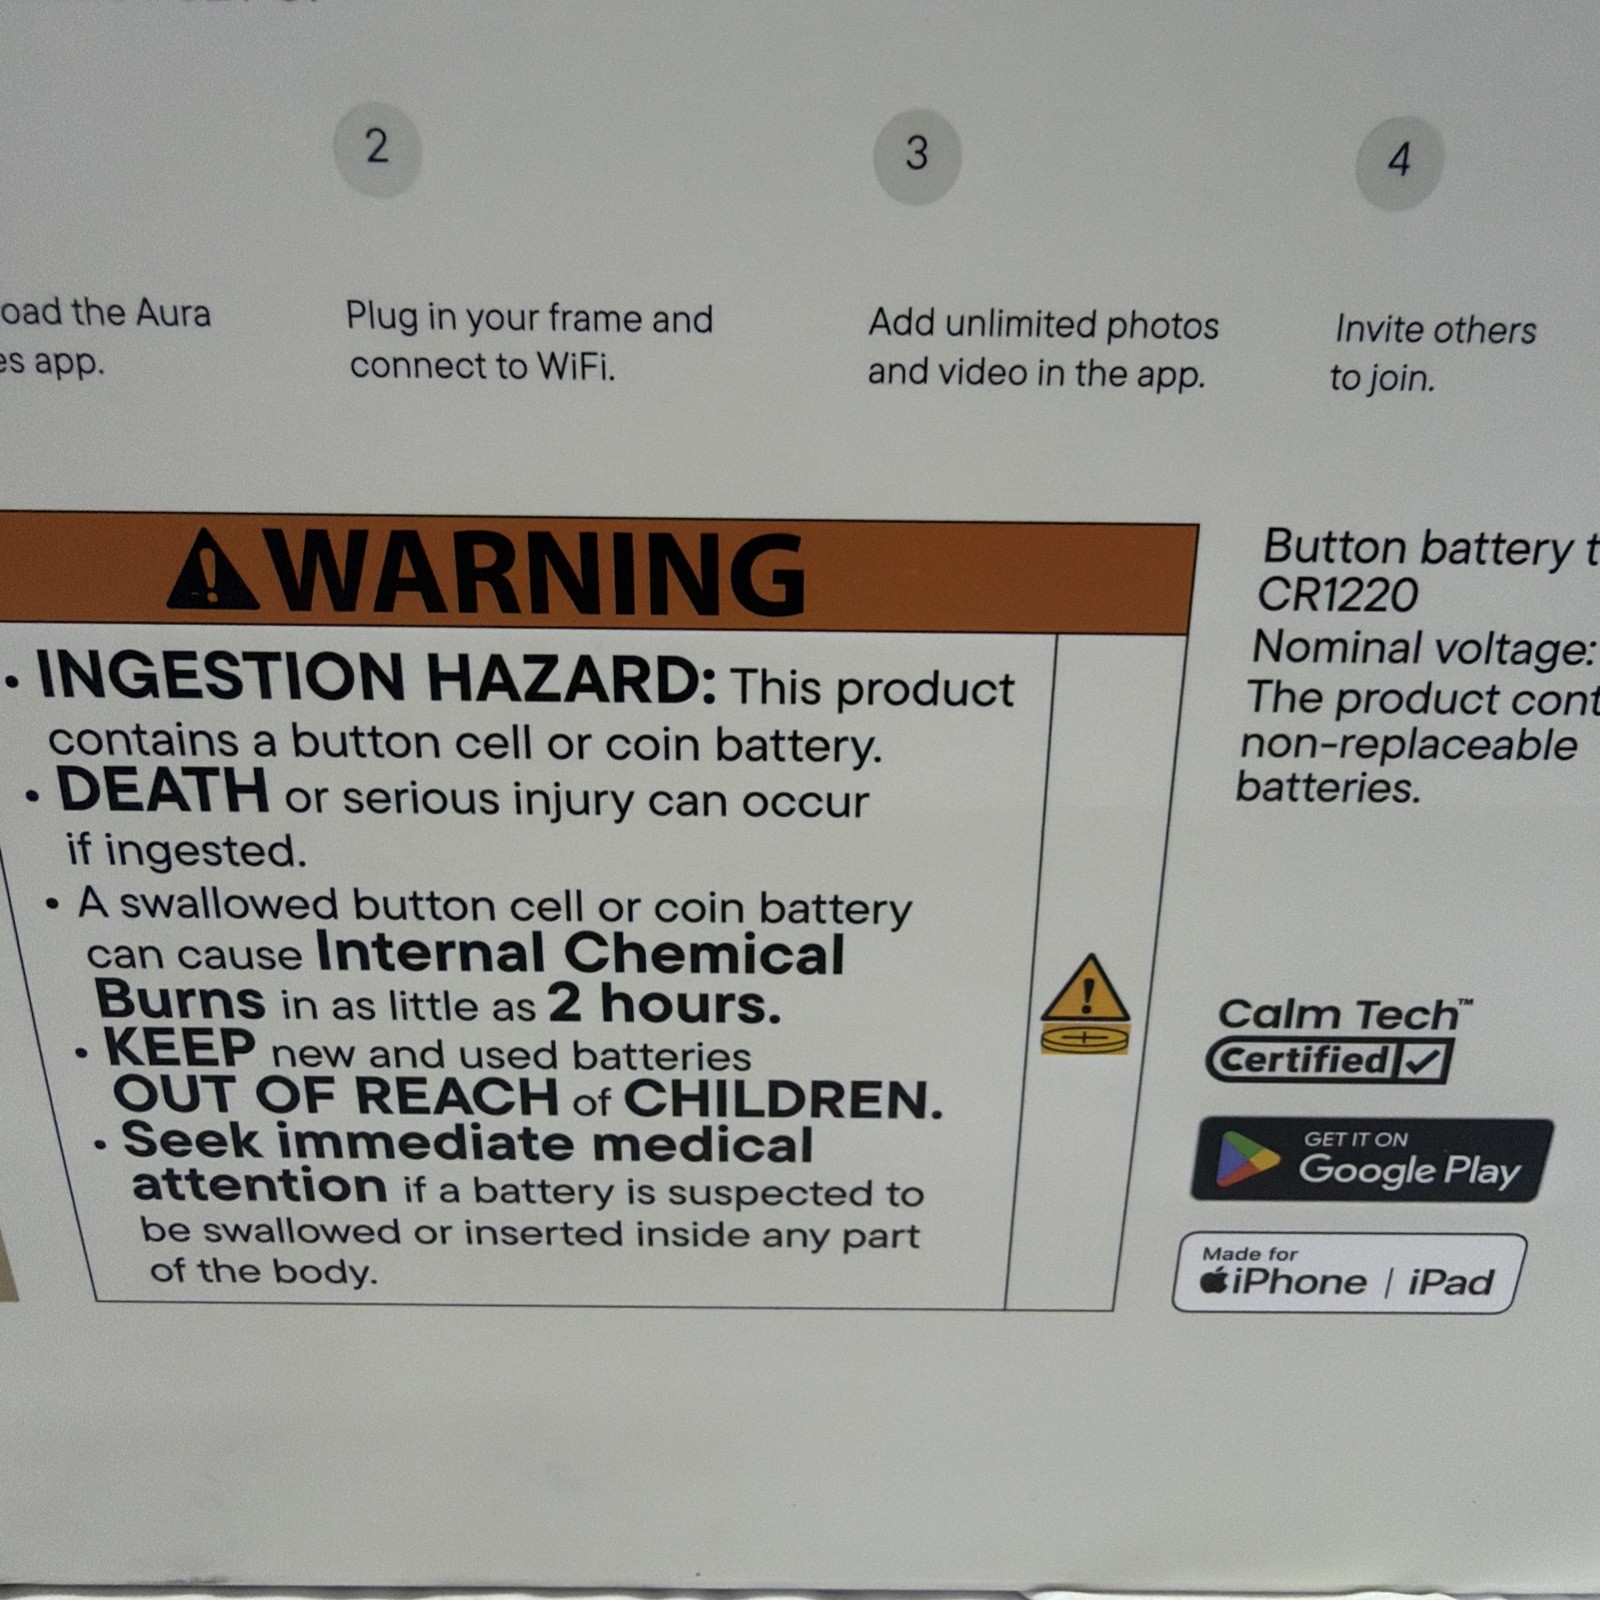 2
3
4
oad the Aura
es app.
Plug in your frame and
connect to WiFi.
Add unlimited photos
and video in the app.
Invite others
to join.
WARNING
• INGESTION HAZARD: This product
contains a button cell or coin battery.
• DEATH or serious injury can occur
if ingested.
• A swallowed button cell or coin battery
can cause Internal Chemical
Burns in as little as 2 hours.
• KEEP new and used batteries
OUT OF REACH of CHILDREN.
• Seek immediate medical
attention if a battery is suspected to
be swallowed or inserted inside any part
of the body.
Button battery t
CR1220
Nominal voltage:
The product cont
non-replaceable
batteries.
Calm Tech™
Certified
GET IT ON
Google Play
Made for
iPhone | iPad